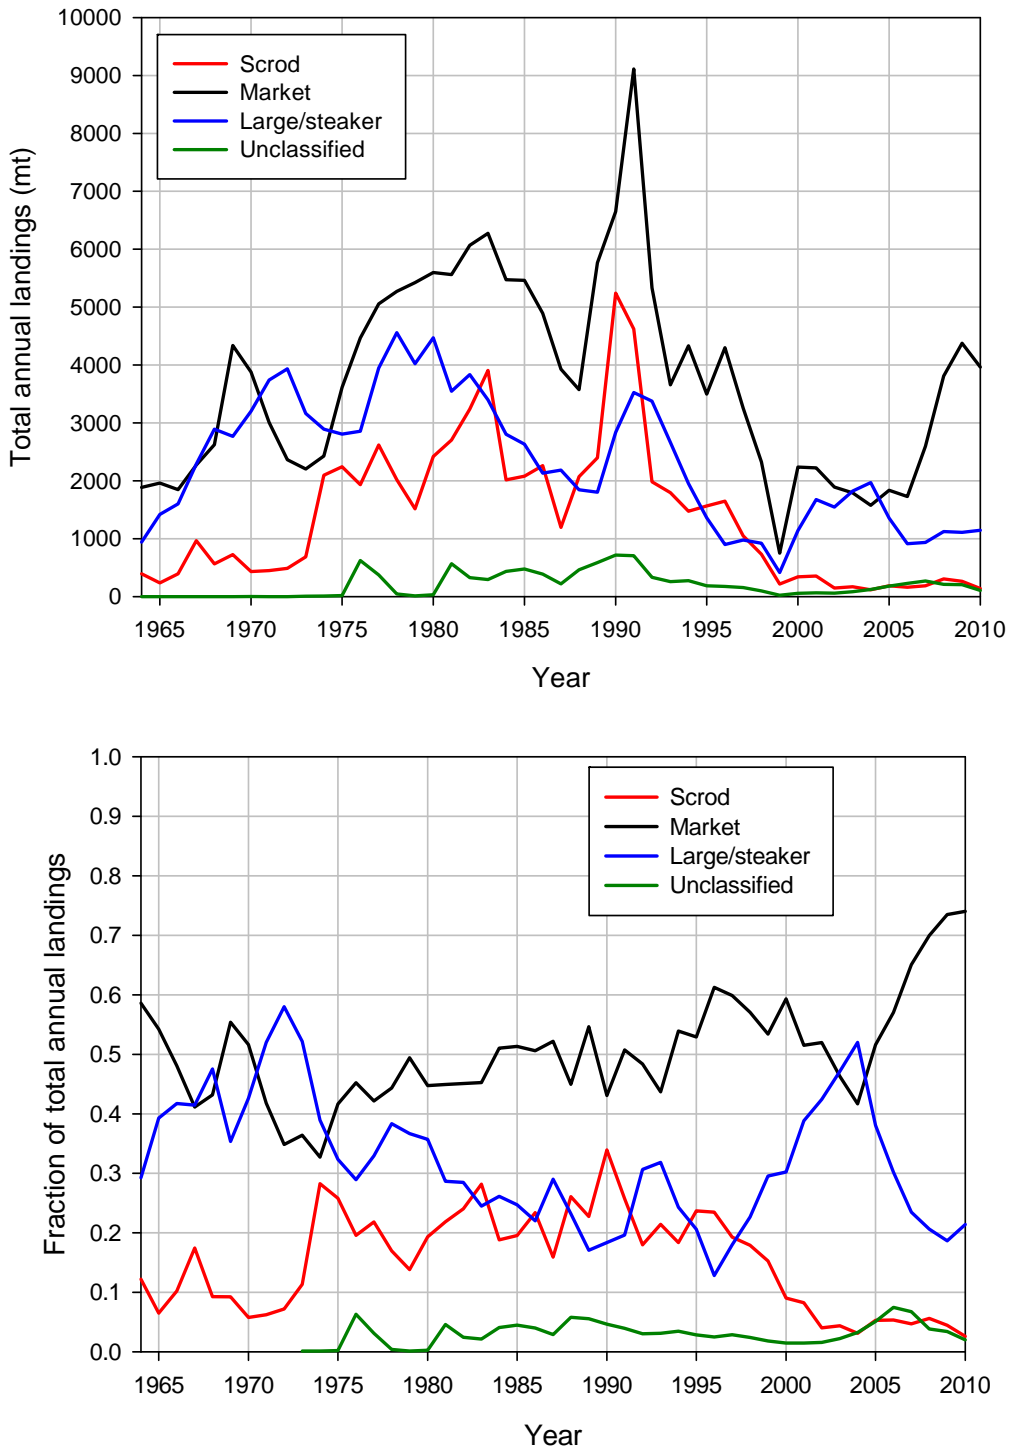 10000
9000
8000
7000
6000
5000
4000
3000
2000
1000
0
Total annual landings (mt)
Scrod
Market
Large/steaker
Unclassified
1965 1970 1975 1980 1985 1990 1995 2000 2005 2010
Year
1.0
0.9
0.8
0.7
0.6
0.5
0.4
0.3
0.2
0.1
0.0
Fraction of total annual landings
Scrod
Market
Large/steaker
Unclassified
1965 1970 1975 1980 1985 1990 1995 2000 2005 2010
Year